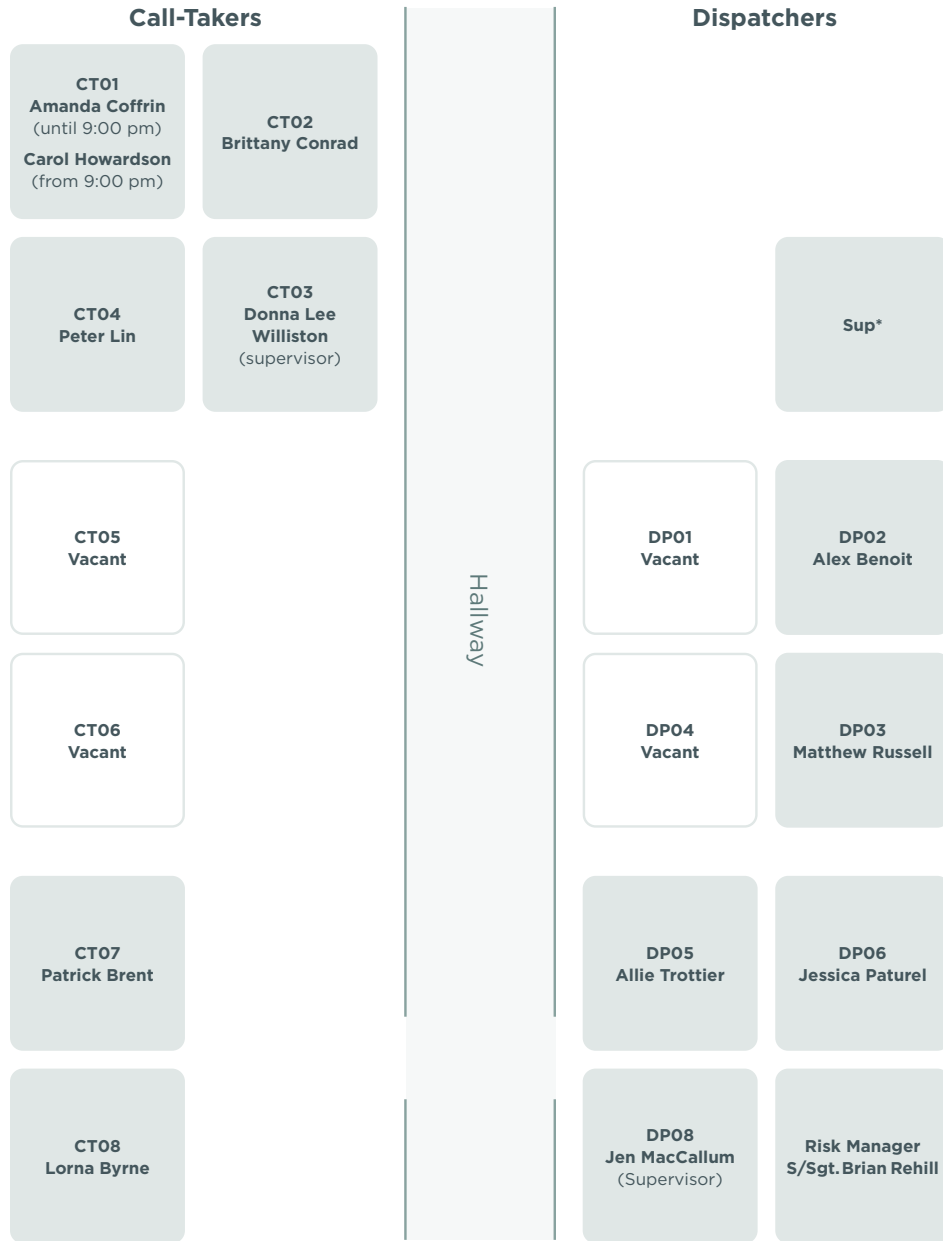 Call-Takers
Dispatchers
CT01
Amanda Coffrin
(until 9:00 pm)
Carol Howardson
(from 9:00 pm)
CT02
Brittany Conrad
CT04
Peter Lin
CT03
Donna Lee
Williston
(supervisor)
Sup*
CT05
Vacant
DP01
Vacant
DP02
Alex Benoit
Hallway
CT06
Vacant
DP04
Vacant
DP03
Matthew Russell
CT07
Patrick Brent
DP05
Allie Trottier
DP06
Jessica Paturel
CT08
Lorna Byrne
DP08
Jen MacCallum
(Supervisor)
Risk Manager
S/Sgt. Brian Rehill